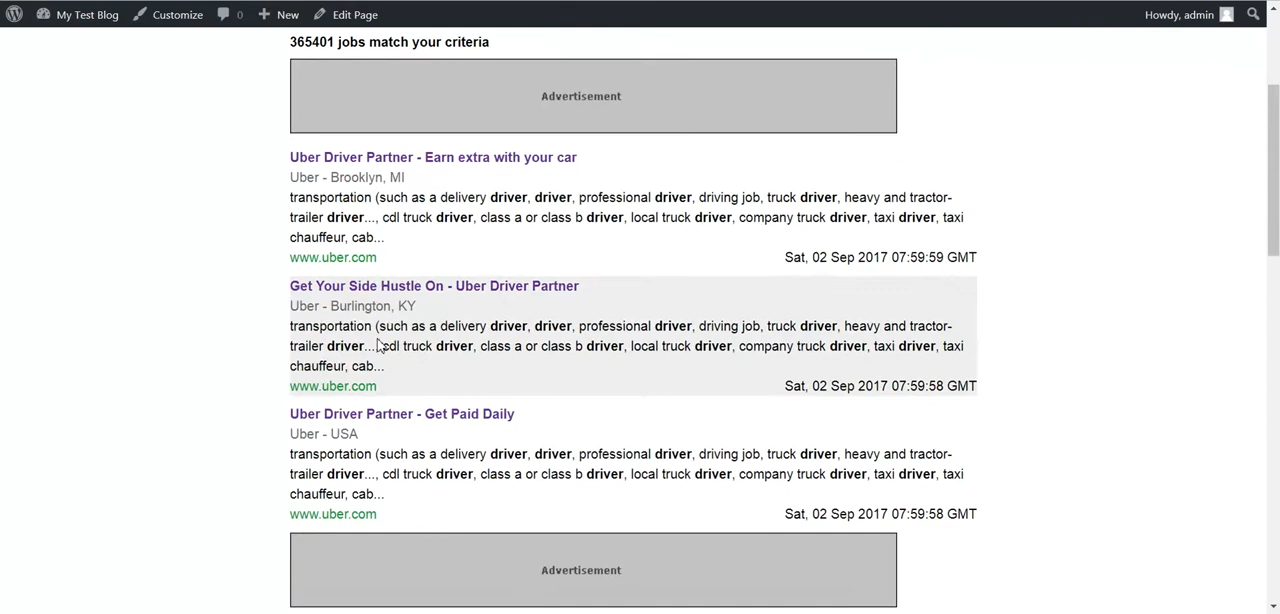 My Test Blog Customize 0 New Edit Page Howdy, admin
365401 jobs match your criteria
Advertisement
Uber Driver Partner - Earn extra with your car
Uber - Brooklyn, MI
transportation (such as a delivery driver, driver, professional driver, driving job, truck driver, heavy and tractor-
trailer driver..., cdl truck driver, class a or class b driver, local truck driver, company truck driver, taxi driver, taxi
chauffeur, cab...
www.uber.com Sat, 02 Sep 2017 07:59:59 GMT
Get Your Side Hustle On - Uber Driver Partner
Uber - Burlington, KY
transportation (such as a delivery driver, driver, professional driver, driving job, truck driver, heavy and tractor-
trailer driver..., cdl truck driver, class a or class b driver, local truck driver, company truck driver, taxi driver, taxi
chauffeur, cab...
www.uber.com Sat, 02 Sep 2017 07:59:58 GMT
Uber Driver Partner - Get Paid Daily
Uber - USA
transportation (such as a delivery driver, driver, professional driver, driving job, truck driver, heavy and tractor-
trailer driver..., cdl truck driver, class a or class b driver, local truck driver, company truck driver, taxi driver, taxi
chauffeur, cab...
www.uber.com Sat, 02 Sep 2017 07:59:58 GMT
Advertisement